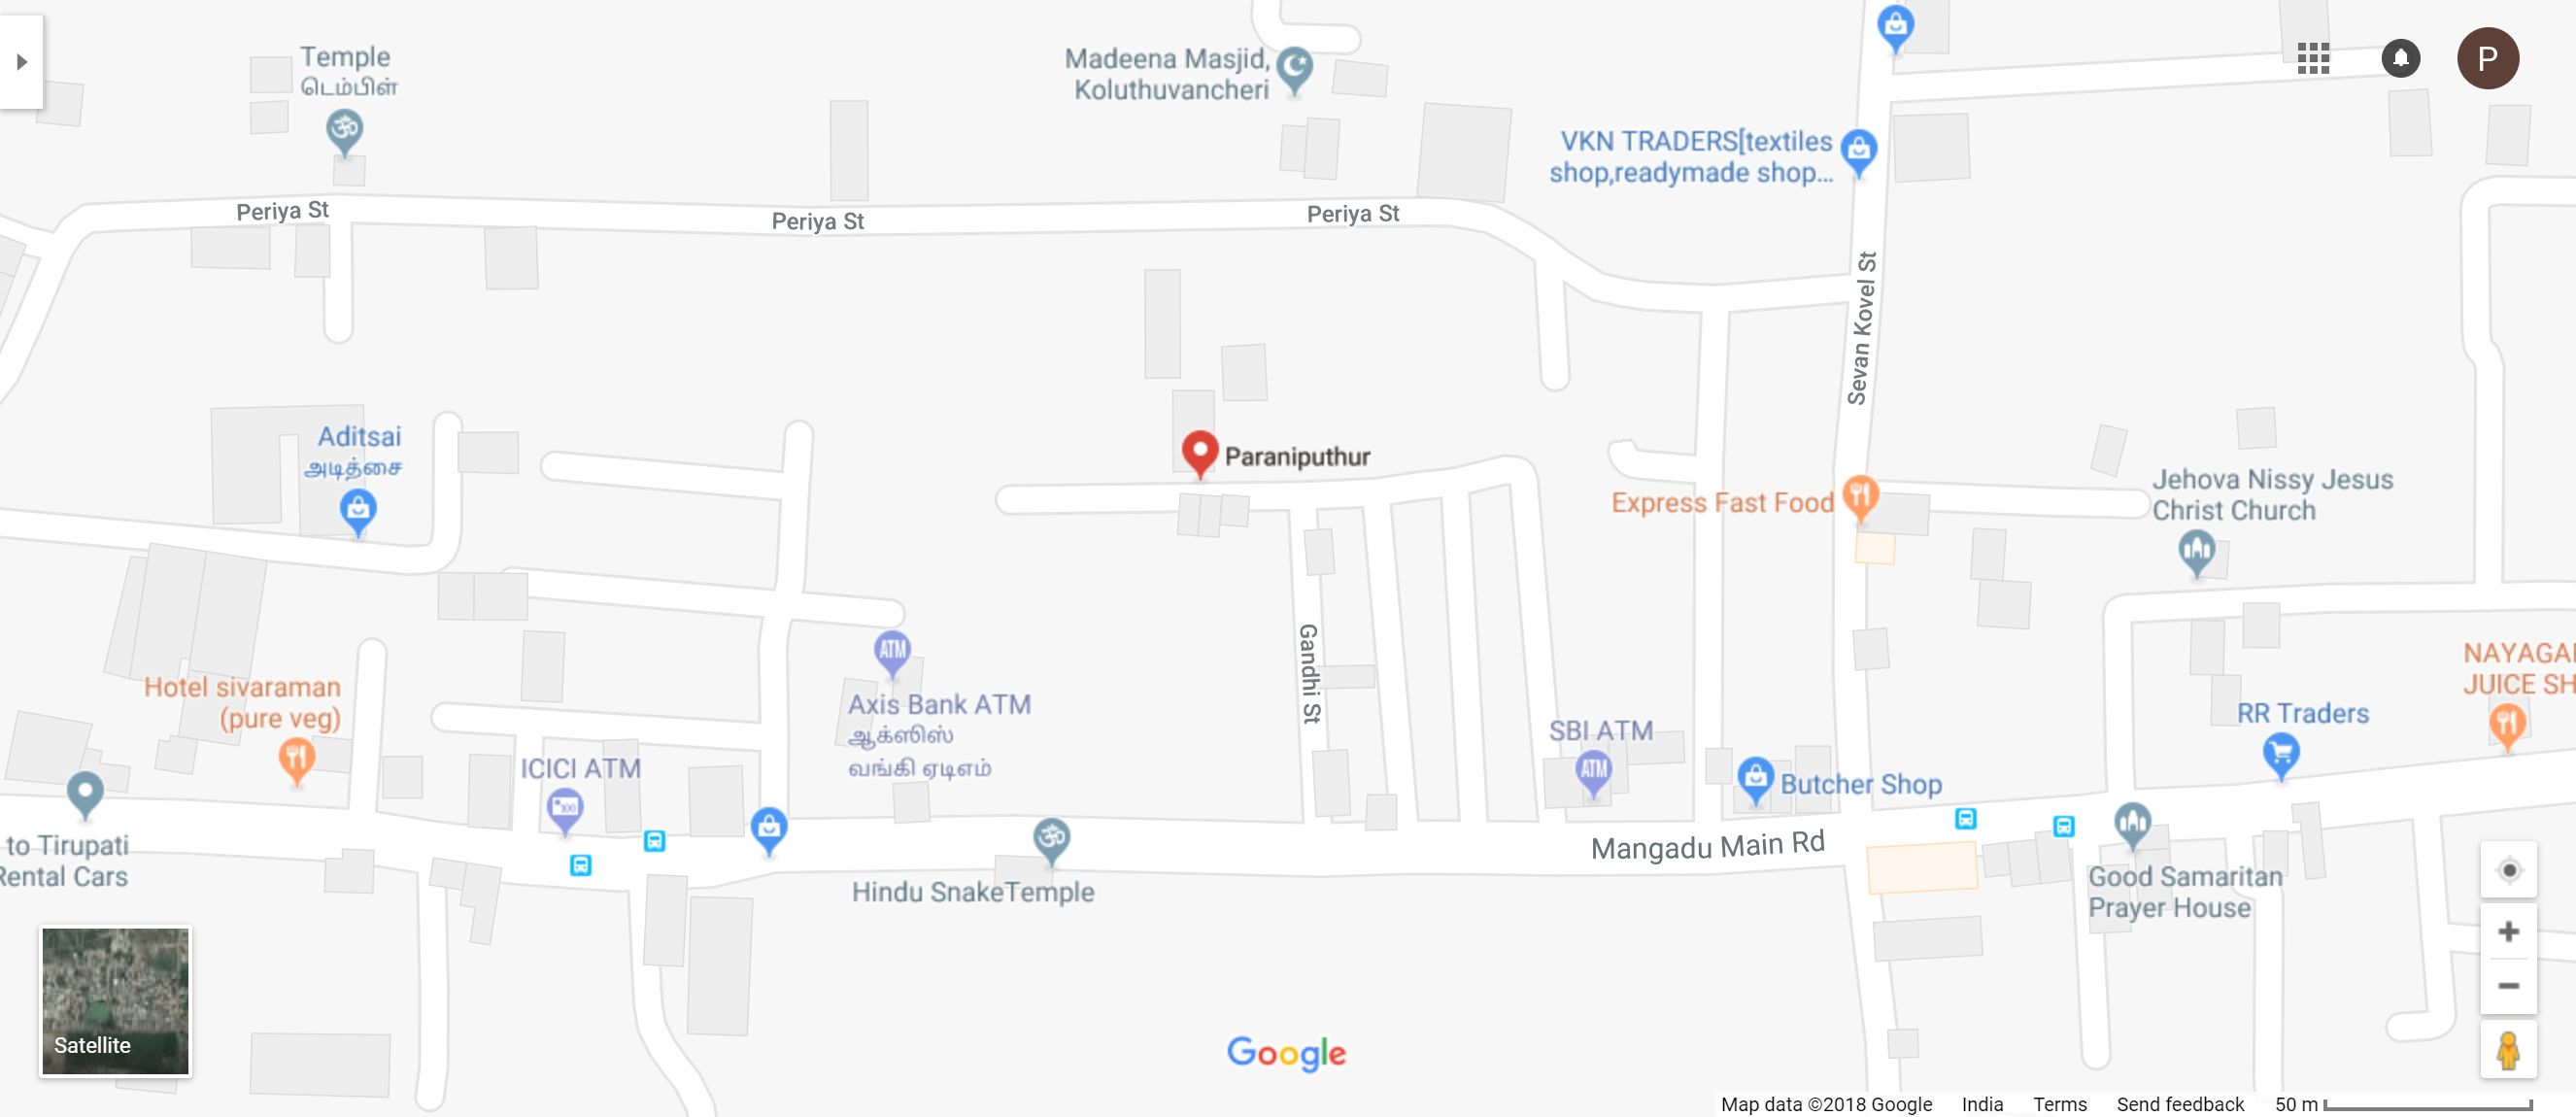 Temple
டெம்பிள்
Madeena Masjid,
Koluthuvancheri
P
VKN TRADERS[textiles
shop,readymade shop...
Periya St
Periya St
Periya St
Sevan Kovel St
Aditsai
அடித்சை
Paraniputhur
Express Fast Food
Jehova Nissy Jesus
Christ Church
Gandhi St
Hotel sivaraman
(pure veg)
ATM
Axis Bank ATM
ஆக்ஸிஸ்
வங்கி ஏடிஎம்
NAYAGA
JUICE SH
RR Traders
SBI ATM
ATM
ICICI ATM
Butcher Shop
to Tirupati
Rental Cars
Mangadu Main Rd
Hindu SnakeTemple
Good Samaritan
Prayer House
Satellite
Google
Map data ©2018 Google India Terms Send feedback 50 m